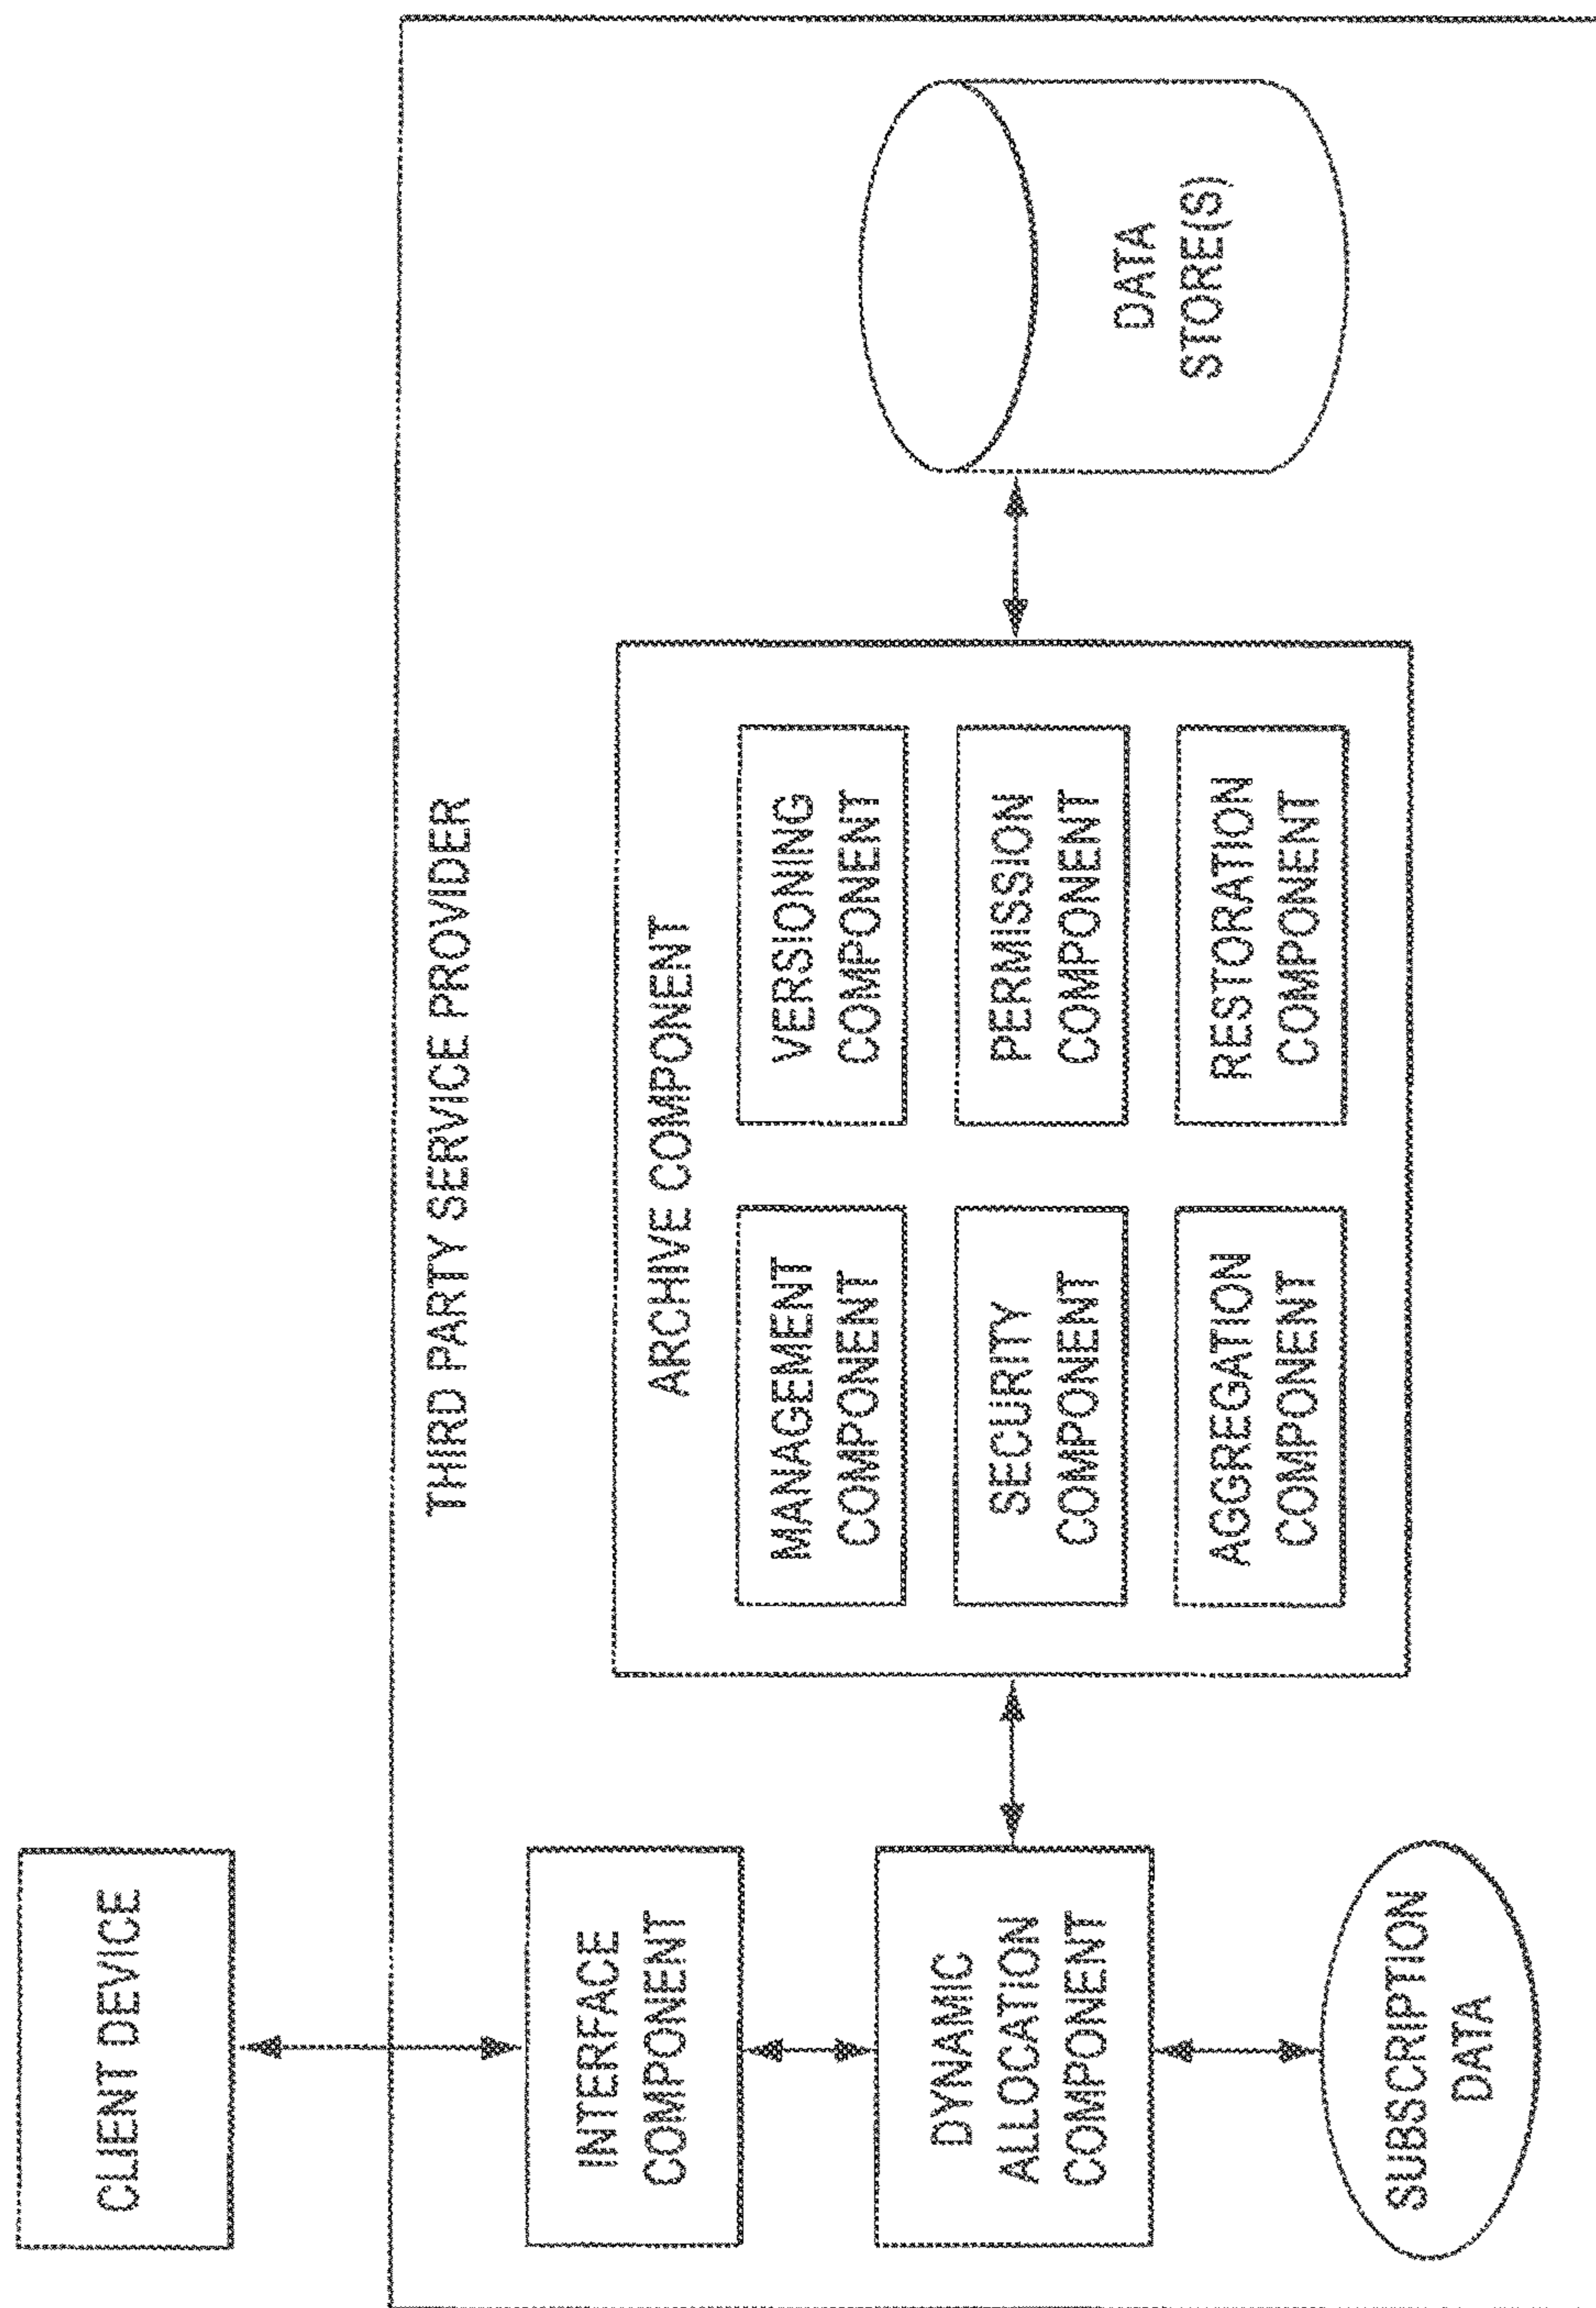 CLIENT DEVICE
THIRD PARTY SERVICE PROVIDER
INTERFACE
COMPONENT
DYNAMIC
ALLOCATION
COMPONENT
SUBSCRIPTION
DATA
ARCHIVE COMPONENT
MANAGEMENT
COMPONENT
VERSIONING
COMPONENT
SECURITY
COMPONENT
PERMISSION
COMPONENT
AGGREGATION
COMPONENT
RESTORATION
COMPONENT
DATA
STORE(S)